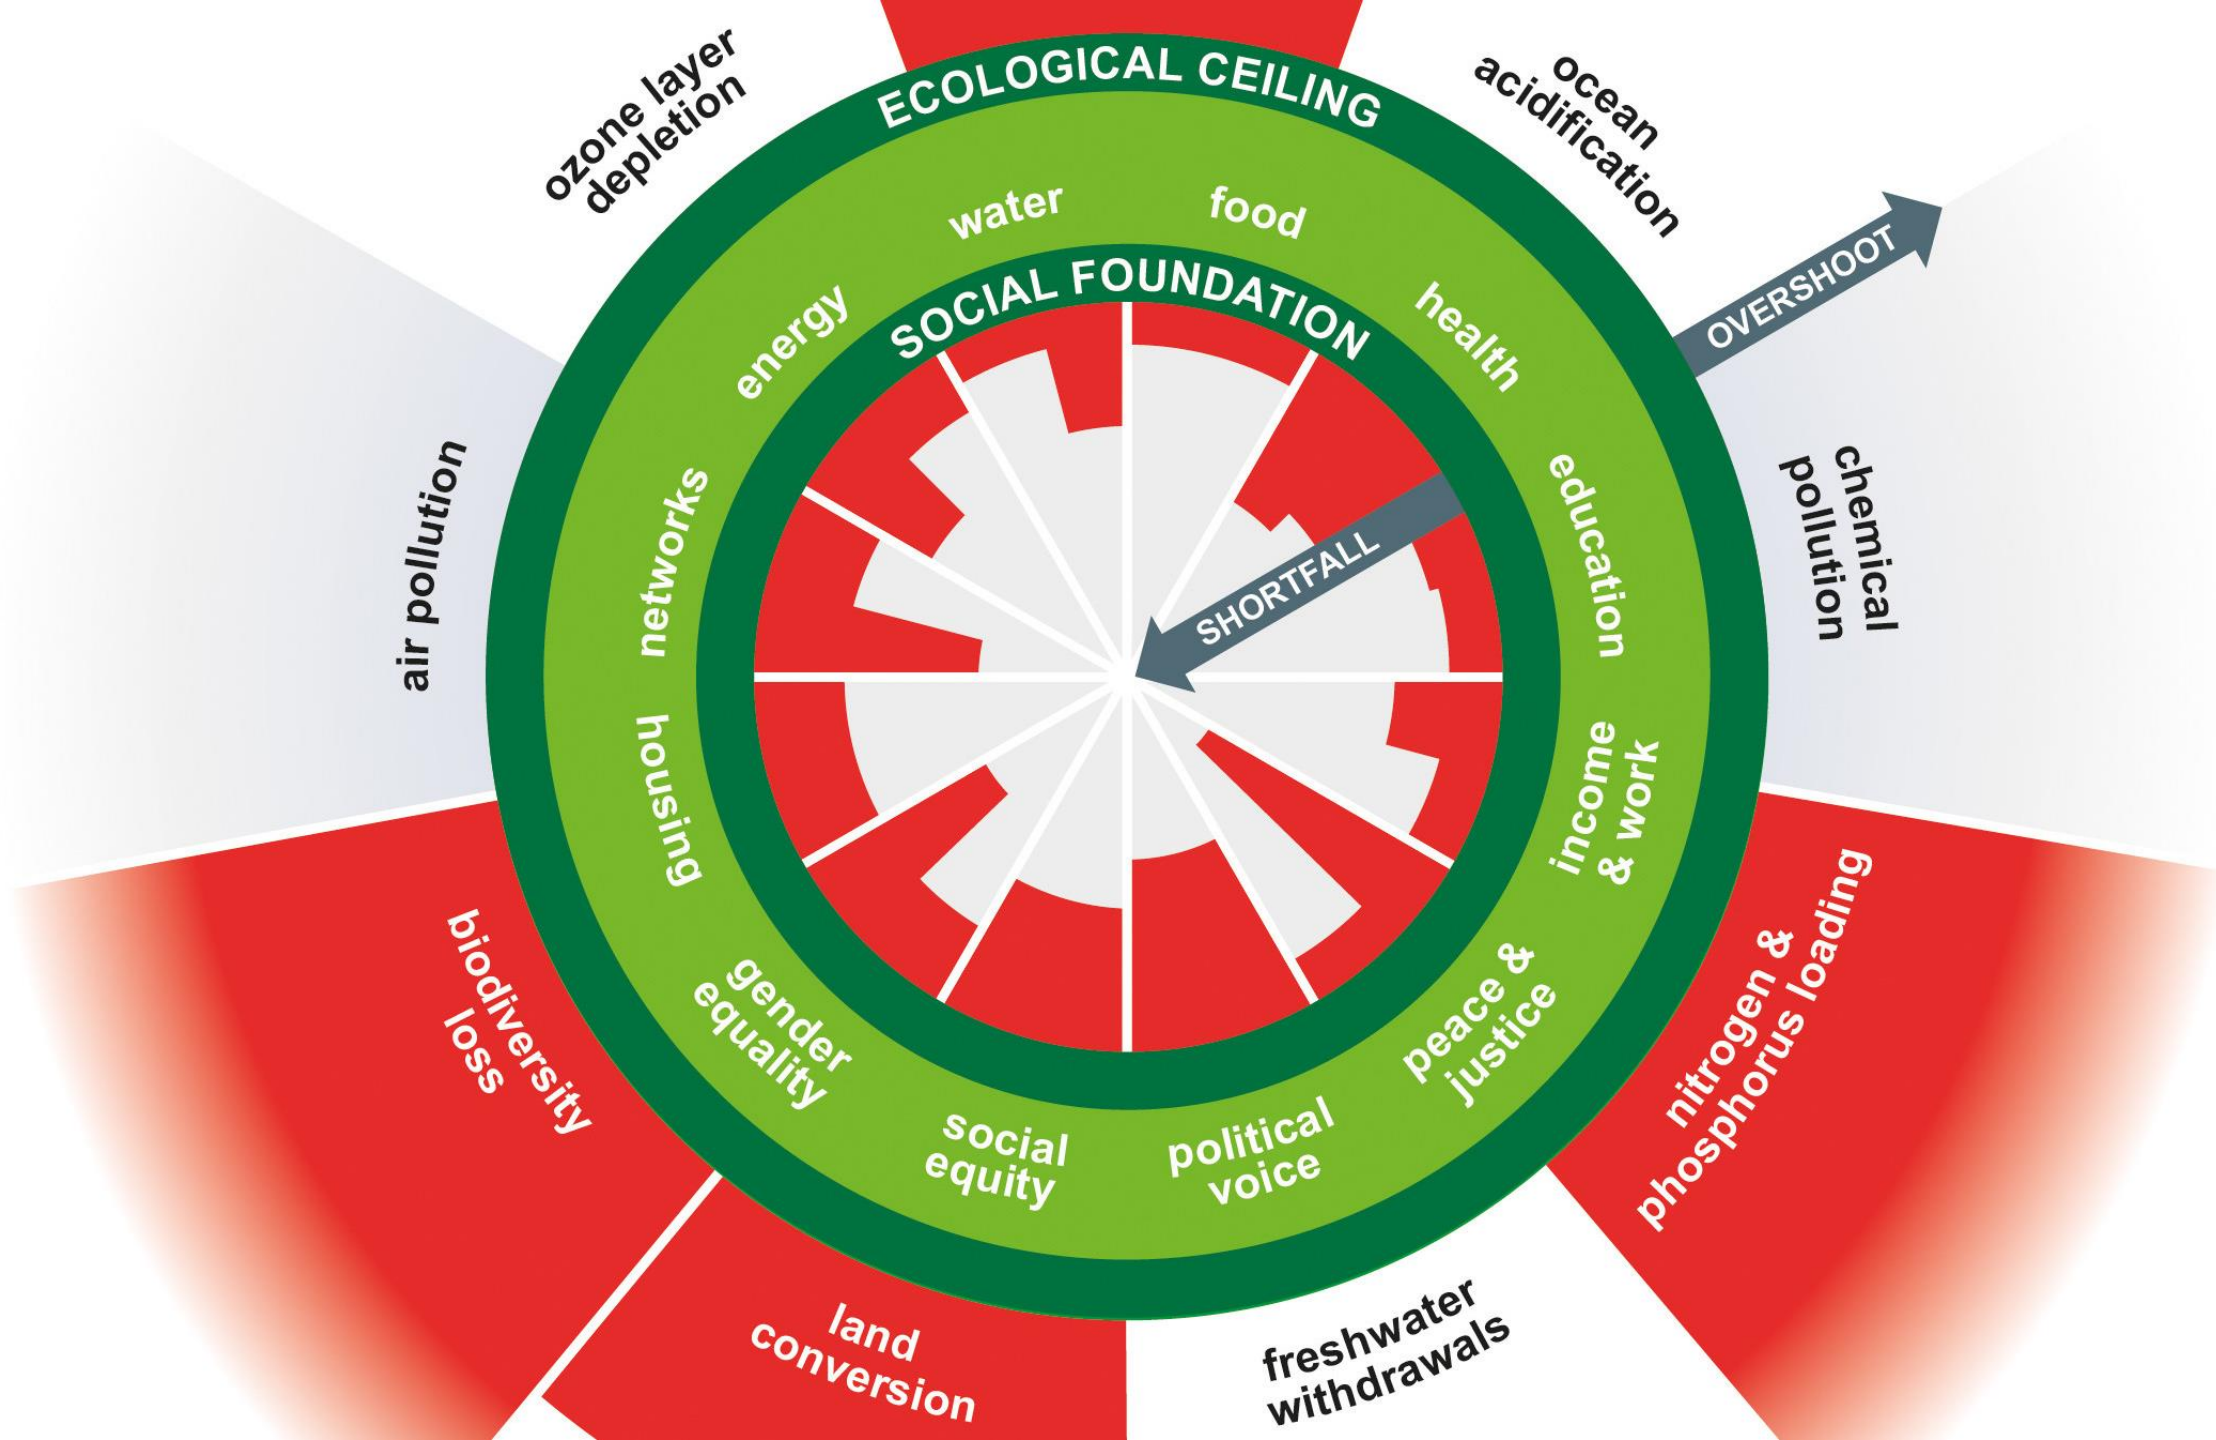 ECOLOGICAL CEILING
SOCIAL FOUNDATION
water
food
health
education
income
& work
peace &
justice
political
voice
social
equity
gender
equality
housing
networks
energy
OVERSHOOT
SHORTFALL
ocean
acidification
chemical
pollution
nitrogen &
phosphorus loading
freshwater
withdrawals
land
conversion
biodiversity
loss
air pollution
ozone layer
depletion